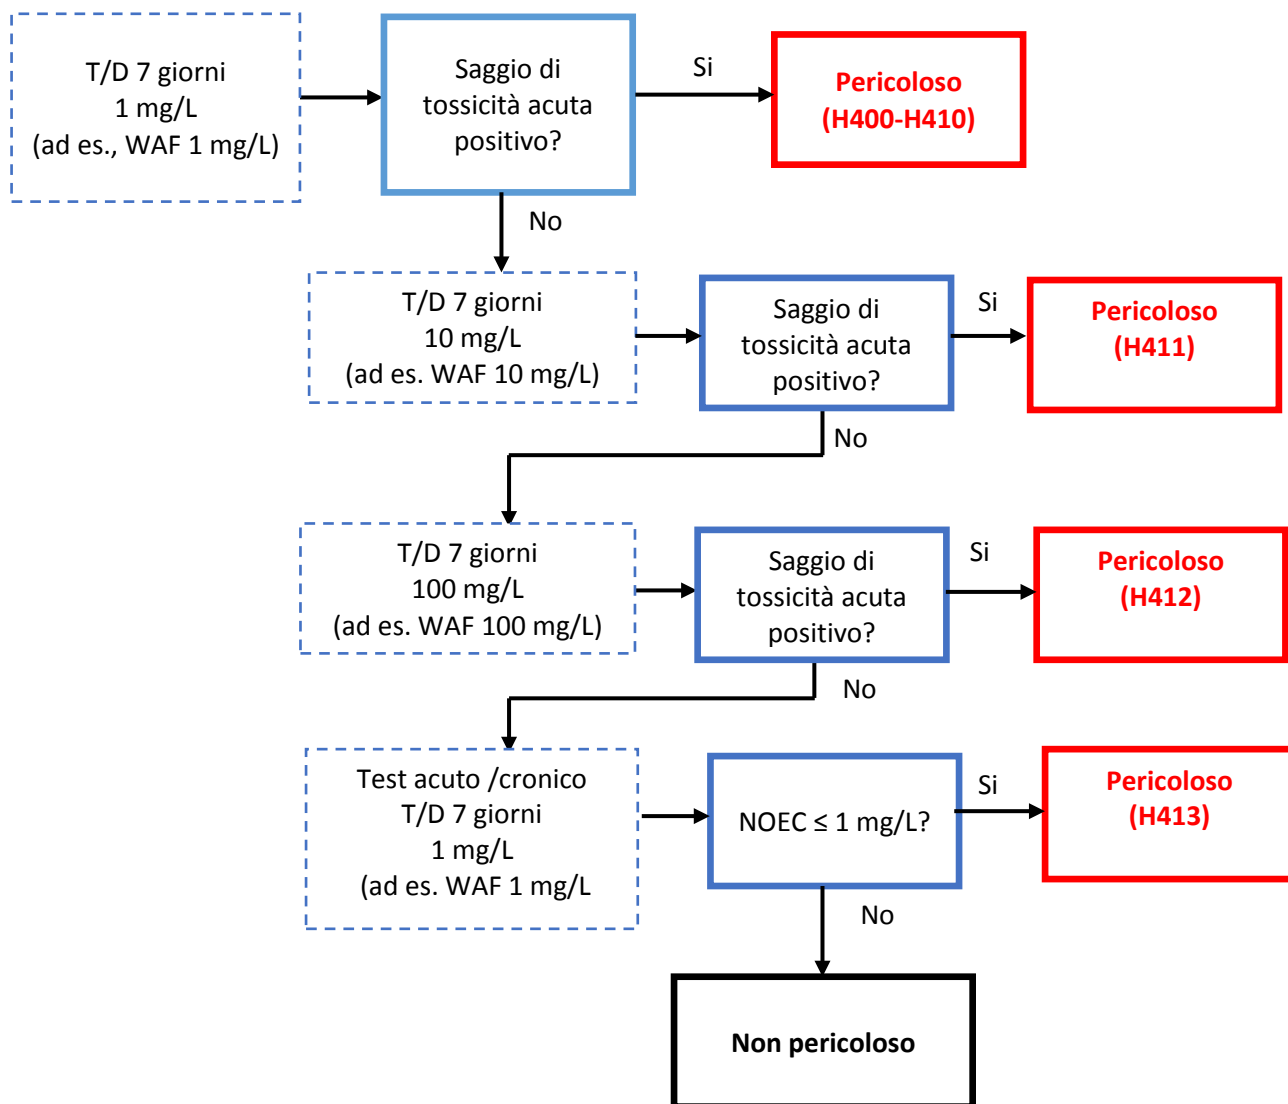 T/D 7 giorni
1 mg/L
(ad es., WAF 1 mg/L)
Saggio di
tossicità acuta
positivo?
Si
Pericoloso
(H400-H410)
No
T/D 7 giorni
10 mg/L
(ad es. WAF 10 mg/L)
Saggio di
tossicità acuta
positivo?
Si
Pericoloso
(H411)
No
T/D 7 giorni
100 mg/L
(ad es. WAF 100 mg/L)
Saggio di
tossicità acuta
positivo?
Si
Pericoloso
(H412)
No
Test acuto /cronico
T/D 7 giorni
1 mg/L
(ad es. WAF 1 mg/L
NOEC ≤ 1 mg/L?
Si
Pericoloso
(H413)
No
Non pericoloso